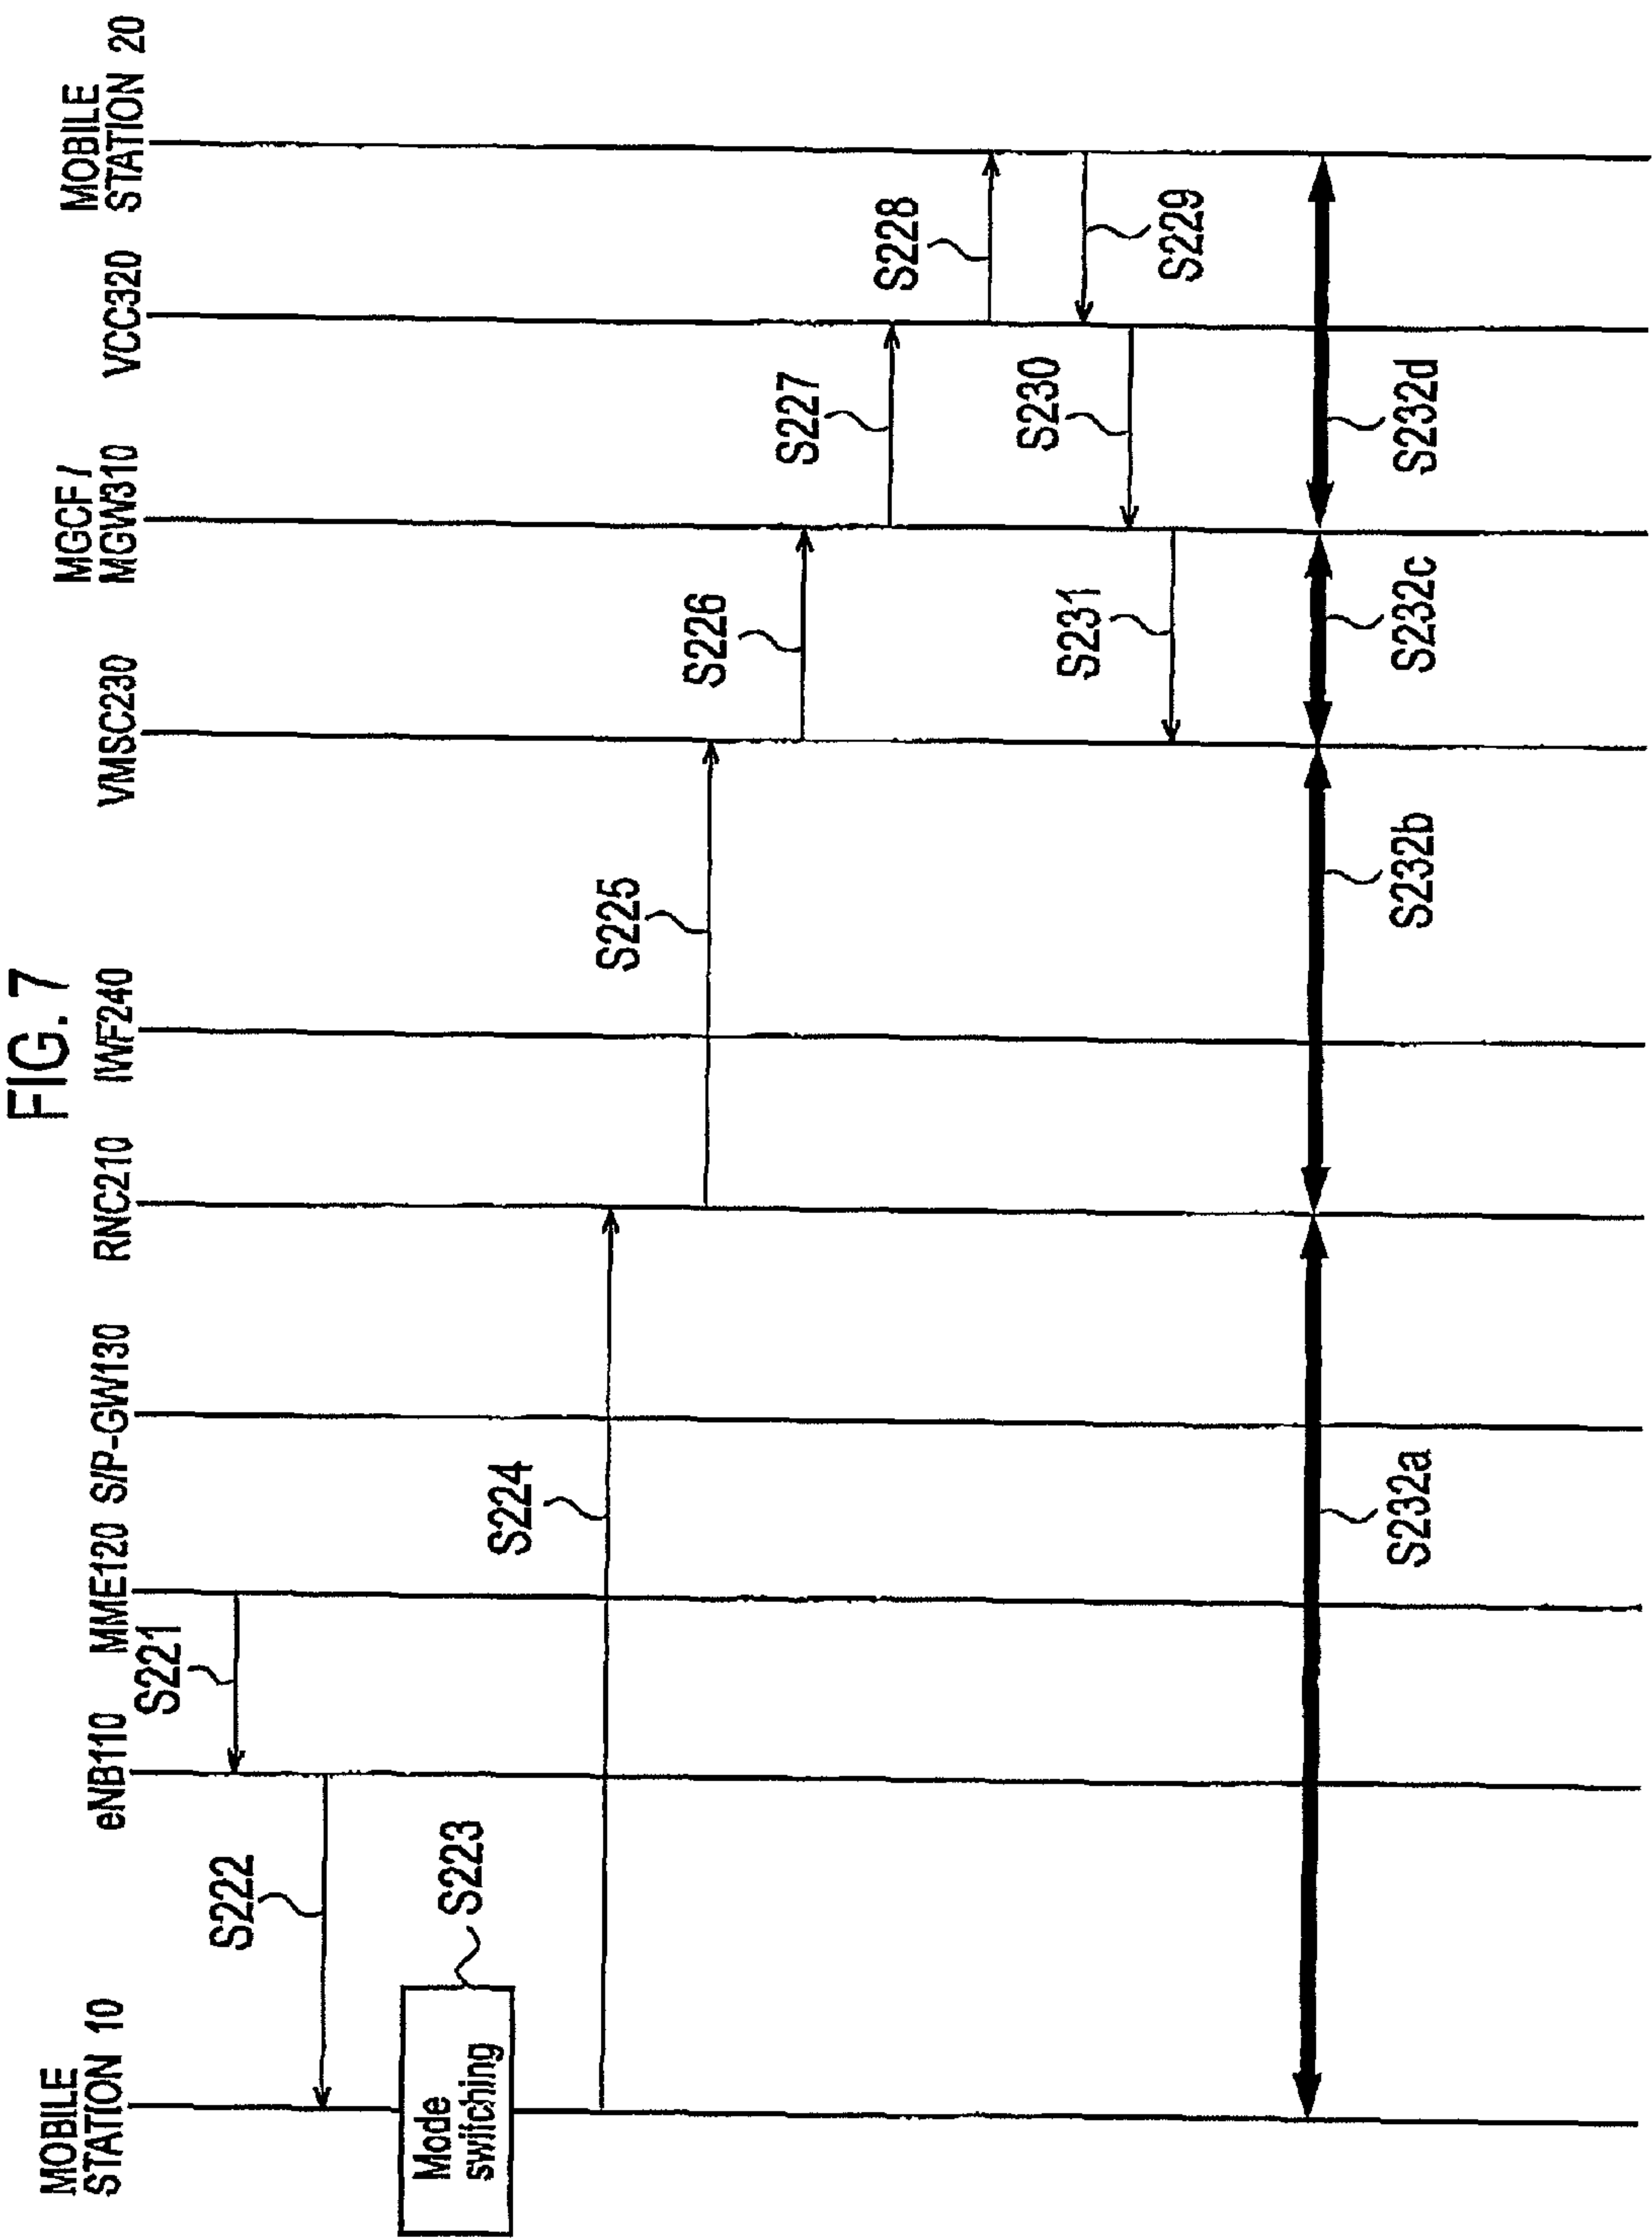 FIG. 7
MOBILE
STATION 10
eNB110
MME120
S/P-GW130
RNC210
IWF240
VMSC230
MGCF /
MGW310
VCC320
MOBILE
STATION 20
S221
S222
Mode
switching
S223
S224
S225
S226
S227
S228
S229
S230
S231
S232a
S232b
S232c
S232d